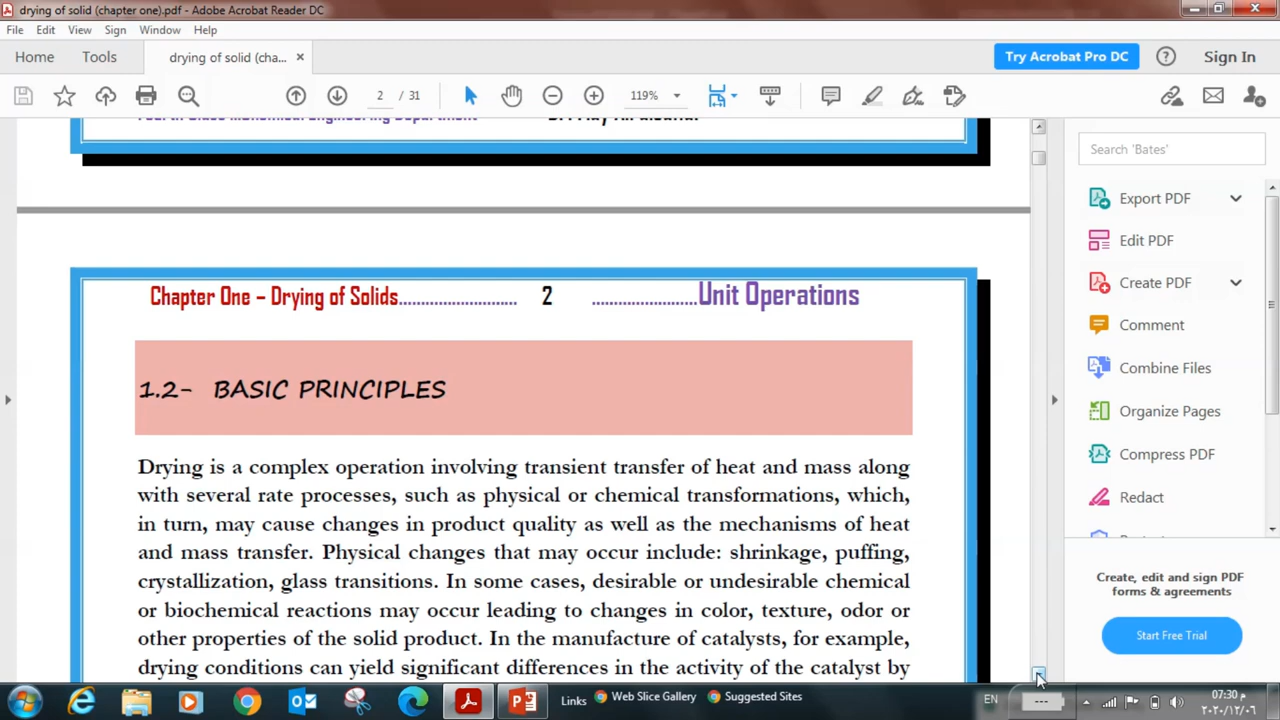 drying of solid (chapter one).pdf - Adobe Acrobat Reader DC
File Edit View Sign Window Help
Home Tools drying of solid (cha... × Try Acrobat Pro DC Sign In
2 / 31 119% Search 'Bates'
Chapter One – Drying of Solids.......................... 2 .......................Unit Operations
1.2- BASIC PRINCIPLES
Drying is a complex operation involving transient transfer of heat and mass along
with several rate processes, such as physical or chemical transformations, which,
in turn, may cause changes in product quality as well as the mechanisms of heat
and mass transfer. Physical changes that may occur include: shrinkage, puffing,
crystallization, glass transitions. In some cases, desirable or undesirable chemical
or biochemical reactions may occur leading to changes in color, texture, odor or
other properties of the solid product. In the manufacture of catalysts, for example,
drying conditions can yield significant differences in the activity of the catalyst by
Export PDF
Edit PDF
Create PDF
Comment
Combine Files
Organize Pages
Compress PDF
Redact
Create, edit and sign PDF
forms & agreements
Start Free Trial
Links Web Slice Gallery Suggested Sites EN 07:30 م
٢٠٢٠/١٢/٠٦